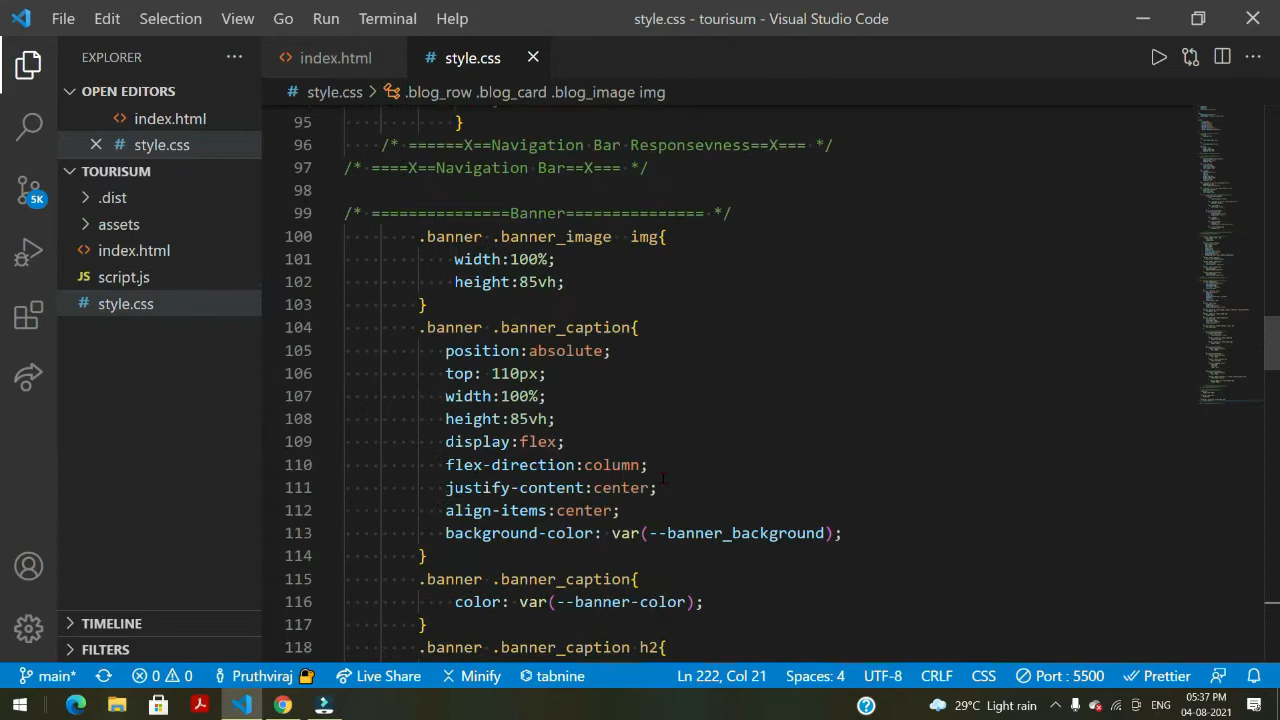 File Edit Selection View Go Run Terminal Help style.css - tourisum - Visual Studio Code
EXPLORER
index.html
style.css
style.css > .blog_row .blog_card .blog_image img
OPEN EDITORS
index.html
style.css
TOURISUM
.dist
assets
index.html
script.js
style.css
TIMELINE
FILTERS
5K
95 }
96 /* ======X==Navigation Bar Responsevness==X=== */
97 /* ====X==Navigation Bar==X=== */
98
99 /* ===============Banner=============== */
100 .banner .banner_image img{
101 width:100%;
102 height:85vh;
103 }
104 .banner .banner_caption{
105 position:absolute;
106 top: 110px;
107 width:100%;
108 height:85vh;
109 display:flex;
110 flex-direction:column;
111 justify-content:center;
112 align-items:center;
113 background-color: var(--banner_background);
114 }
115 .banner .banner_caption{
116 color: var(--banner-color);
117 }
118 .banner .banner_caption h2{
main* 0 0 Pruthviraj Live Share Minify tabnine Ln 222, Col 21 Spaces: 4 UTF-8 CRLF CSS Port : 5500 Prettier
29°C Light rain ENG 05:37 PM
04-08-2021